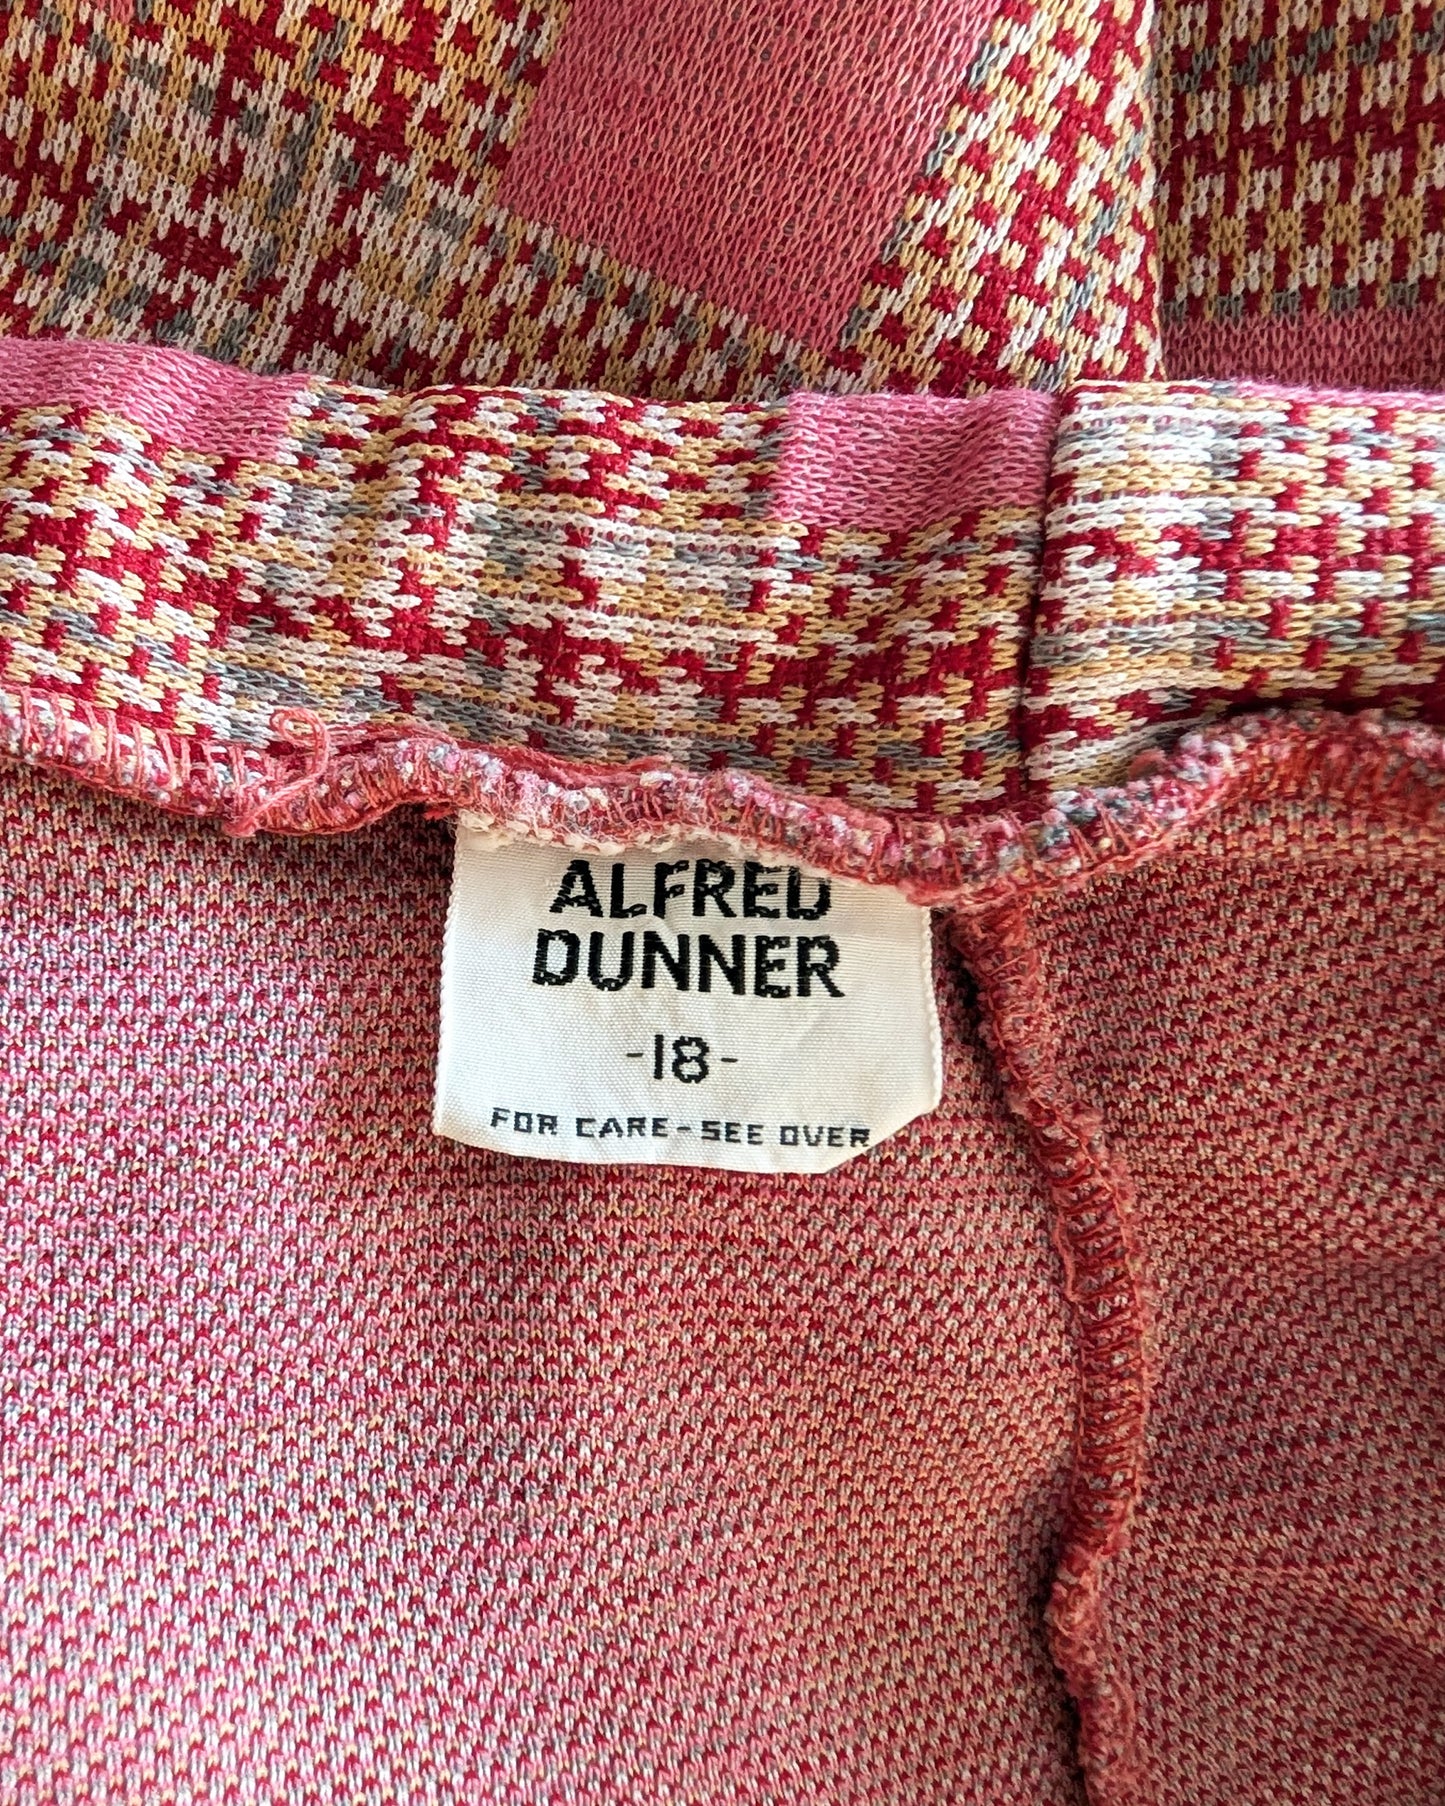 ALFRED
DUNNER
-18-
FOR CARE-SEE OVER